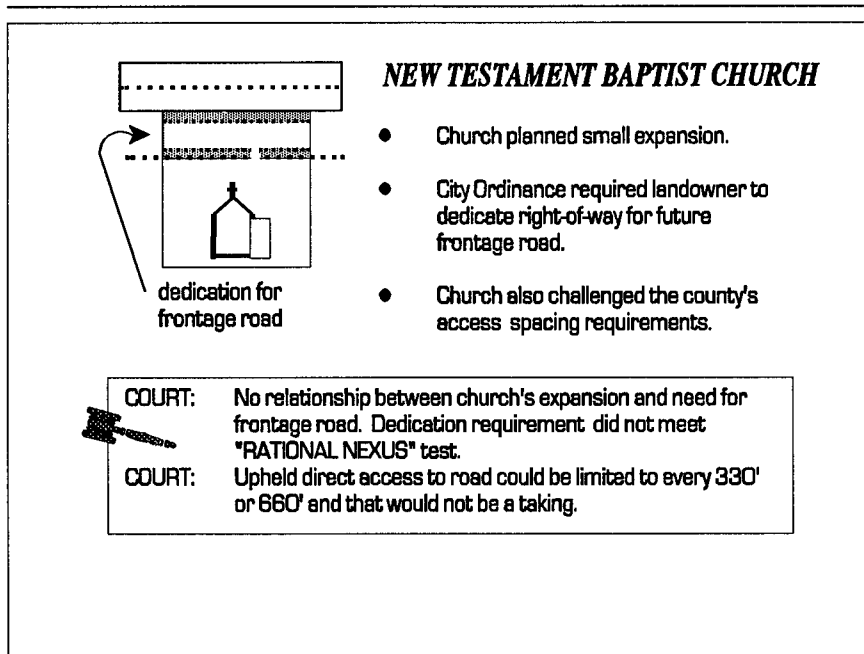 NEW TESTAMENT BAPTIST CHURCH
● Church planned small expansion.
● City Ordinance required landowner to
dedicate right-of-way for future
frontage road.
● Church also challenged the county's
access spacing requirements.
dedication for
frontage road
COURT: No relationship between church's expansion and need for
frontage road. Dedication requirement did not meet
"RATIONAL NEXUS" test.
COURT: Upheld direct access to road could be limited to every 330'
or 660' and that would not be a taking.